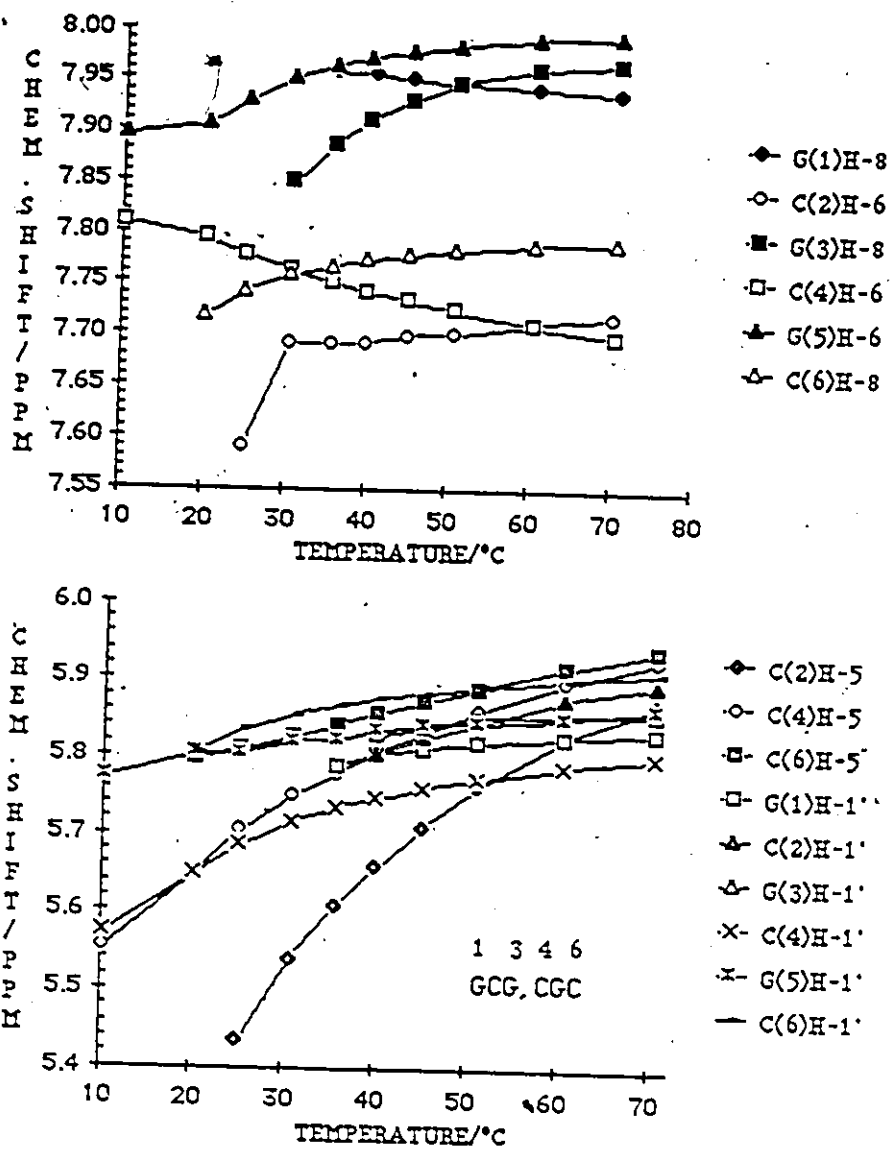 CHEM.SHIFT/PPM
8.00
7.95
7.90
7.85
7.80
7.75
7.70
7.65
7.60
7.55
10 20 30 40 50 60 70 80
TEMPERATURE/°C
G(1)H-8
C(2)H-6
G(3)H-8
C(4)H-6
G(5)H-6
C(6)H-8
CHEM.SHIFT/PPM
6.0
5.9
5.8
5.7
5.6
5.5
5.4
10 20 30 40 50 60 70
TEMPERATURE/°C
1 3 4 6
GCG,CGC
C(2)H-5
C(4)H-5
C(6)H-5
G(1)H-1'
C(2)H-1'
G(3)H-1'
C(4)H-1'
G(5)H-1'
C(6)H-1'